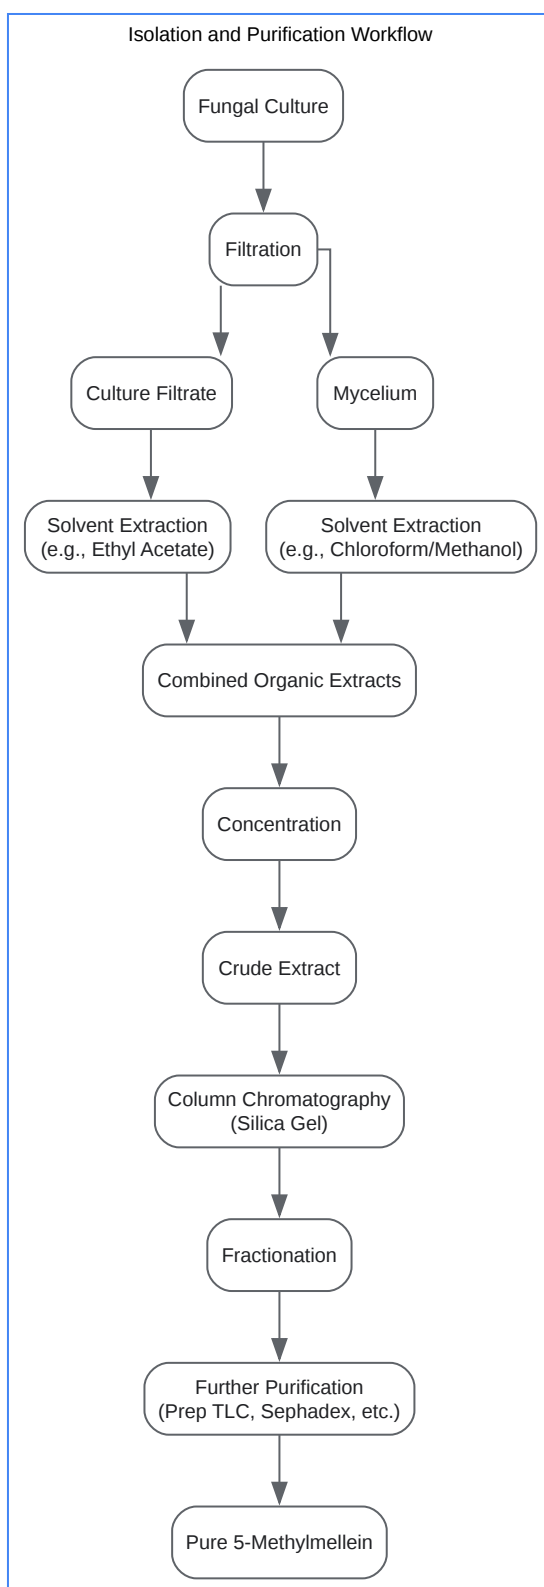 Isolation and Purification Workflow
Fungal Culture
Filtration
Culture Filtrate
Mycelium
Solvent Extraction
(e.g., Ethyl Acetate)
Solvent Extraction
(e.g., Chloroform/Methanol)
Combined Organic Extracts
Concentration
Crude Extract
Column Chromatography
(Silica Gel)
Fractionation
Further Purification
(Prep TLC, Sephadex, etc.)
Pure 5-Methylmellein